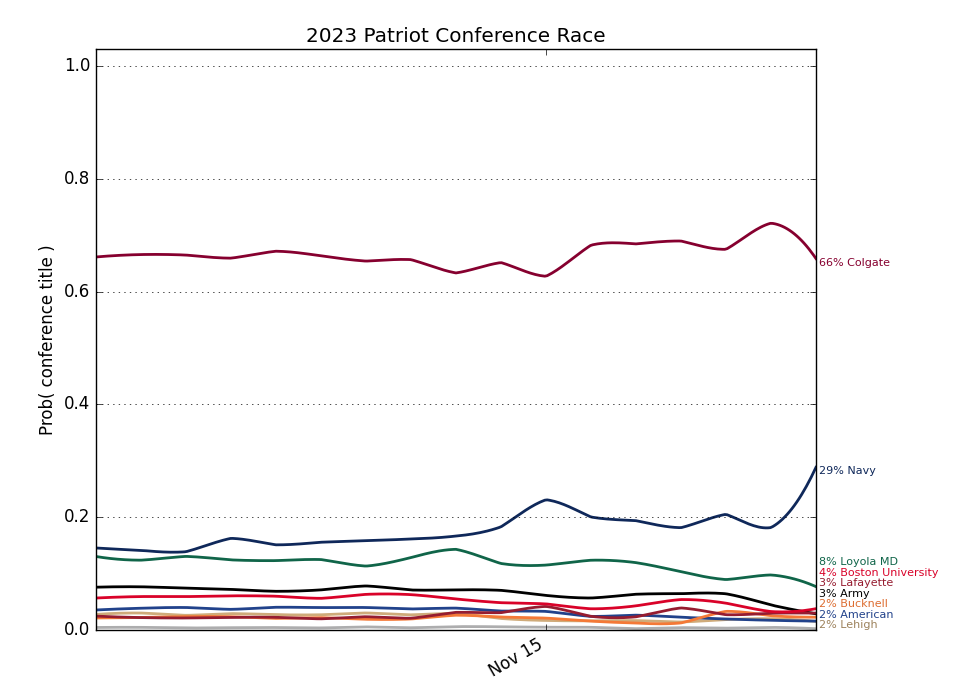 2023 Patriot Conference Race
1.0
0.8
0.6
0.4
0.2
0.0
Prob( conference title )
Nov 15
66% Colgate
29% Navy
8% Loyola MD
4% Boston University
3% Lafayette
3% Army
2% Bucknell
2% American
2% Lehigh